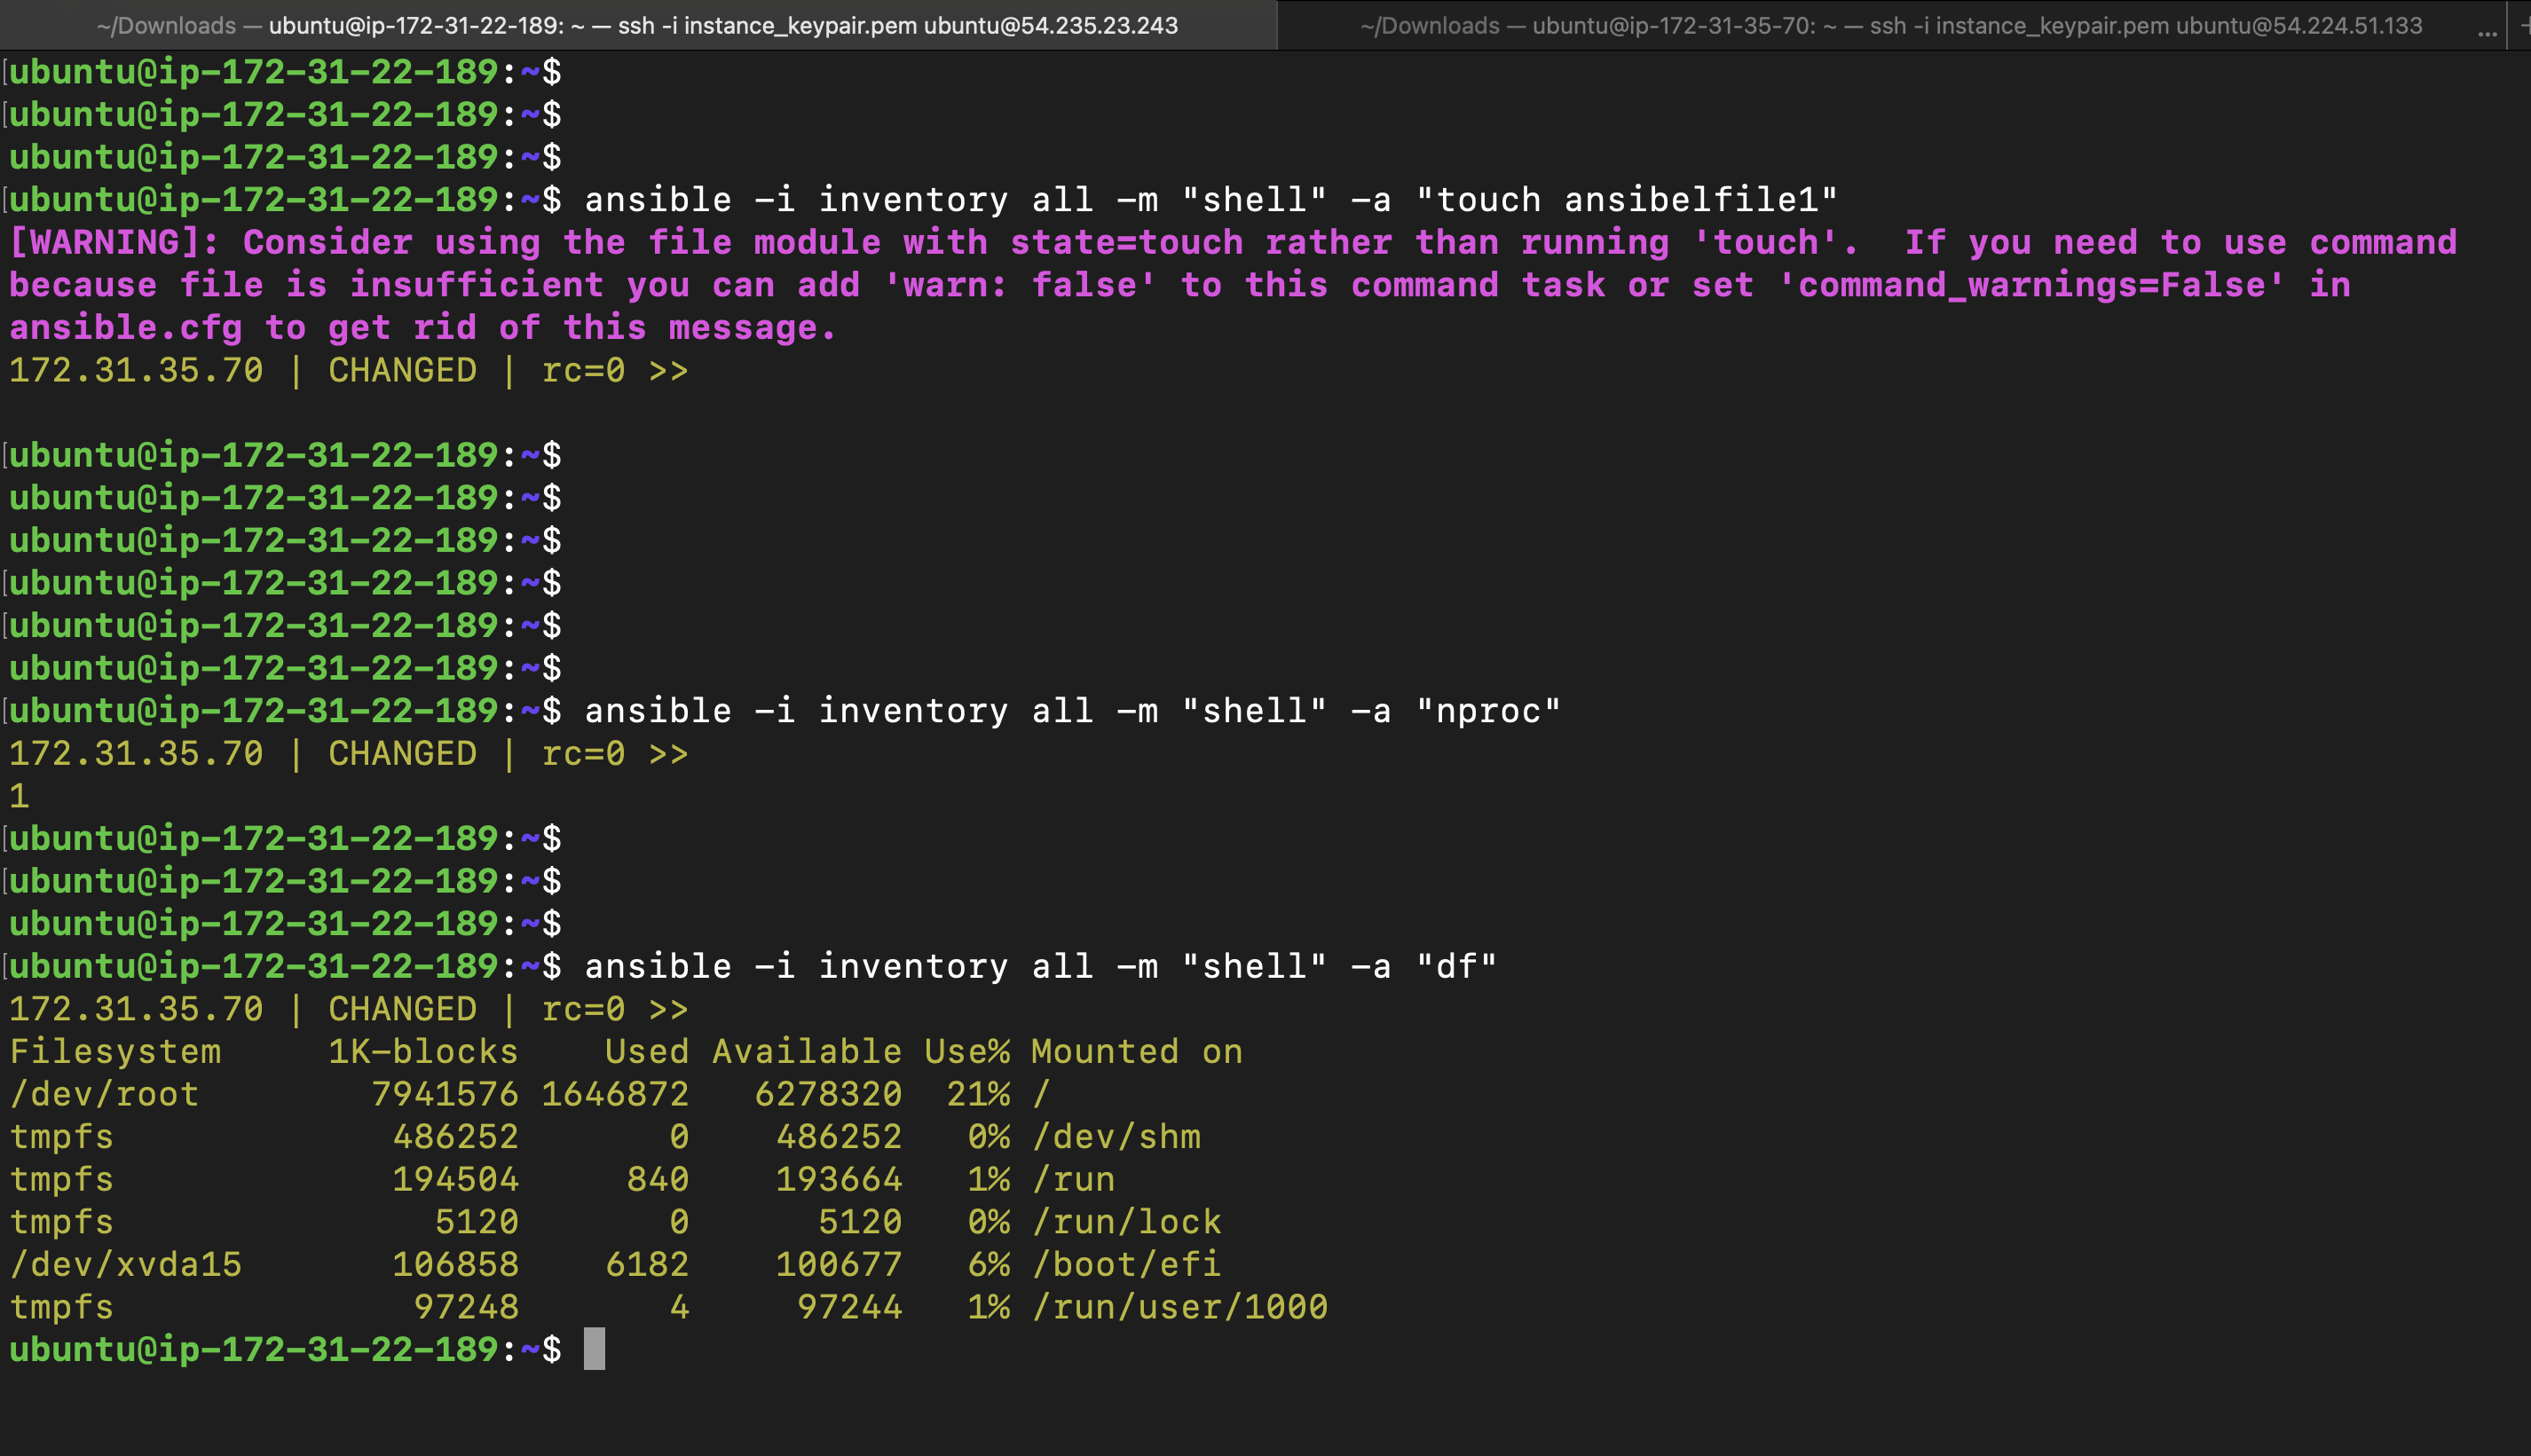 ~/Downloads — ubuntu@ip-172-31-22-189: ~ — ssh -i instance_keypair.pem ubuntu@54.235.23.243
~/Downloads — ubuntu@ip-172-31-35-70: ~ — ssh -i instance_keypair.pem ubuntu@54.224.51.133 ... +
[ubuntu@ip-172-31-22-189:~$
[ubuntu@ip-172-31-22-189:~$
ubuntu@ip-172-31-22-189:~$
[ubuntu@ip-172-31-22-189:~$ ansible -i inventory all -m "shell" -a "touch ansibelfile1"
[WARNING]: Consider using the file module with state=touch rather than running 'touch'.  If you need to use command
because file is insufficient you can add 'warn: false' to this command task or set 'command_warnings=False' in
ansible.cfg to get rid of this message.
172.31.35.70 | CHANGED | rc=0 >>
[ubuntu@ip-172-31-22-189:~$
ubuntu@ip-172-31-22-189:~$
ubuntu@ip-172-31-22-189:~$
[ubuntu@ip-172-31-22-189:~$
[ubuntu@ip-172-31-22-189:~$
ubuntu@ip-172-31-22-189:~$
[ubuntu@ip-172-31-22-189:~$ ansible -i inventory all -m "shell" -a "nproc"
172.31.35.70 | CHANGED | rc=0 >>
1
[ubuntu@ip-172-31-22-189:~$
[ubuntu@ip-172-31-22-189:~$
ubuntu@ip-172-31-22-189:~$
[ubuntu@ip-172-31-22-189:~$ ansible -i inventory all -m "shell" -a "df"
172.31.35.70 | CHANGED | rc=0 >>
Filesystem     1K-blocks    Used Available Use% Mounted on
/dev/root        7941576 1646872   6278320  21% /
tmpfs             486252       0    486252   0% /dev/shm
tmpfs             194504     840    193664   1% /run
tmpfs               5120       0      5120   0% /run/lock
/dev/xvda15       106858    6182    100677   6% /boot/efi
tmpfs              97248       4     97244   1% /run/user/1000
ubuntu@ip-172-31-22-189:~$